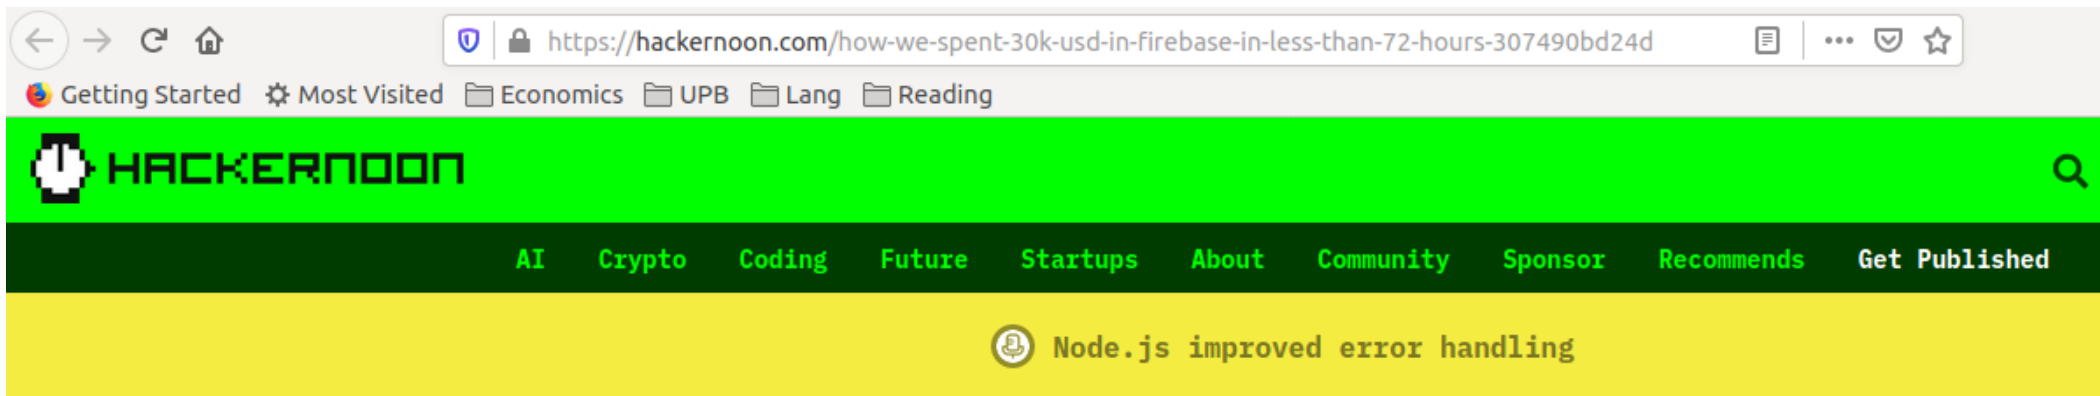 https://hackernoon.com/how-we-spent-30k-usd-in-firebase-in-less-than-72-hours-307490bd24d
Getting Started Most Visited Economics UPB Lang Reading
HACKERNOON
AI Crypto Coding Future Startups About Community Sponsor Recommends Get Published
Node.js improved error handling